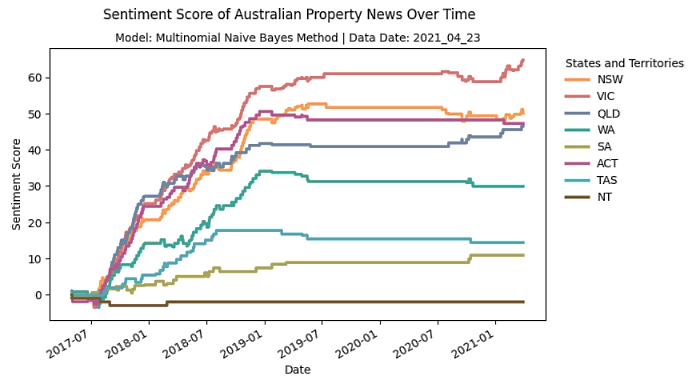 Sentiment Score of Australian Property News Over Time
Model: Multinomial Naive Bayes Method | Data Date: 2021_04_23
States and Territories
NSW
VIC
QLD
WA
SA
ACT
TAS
NT
Sentiment Score
60
50
40
30
20
10
0
2017-07
2018-01
2018-07
2019-01
2019-07
2020-01
2020-07
2021-01
Date